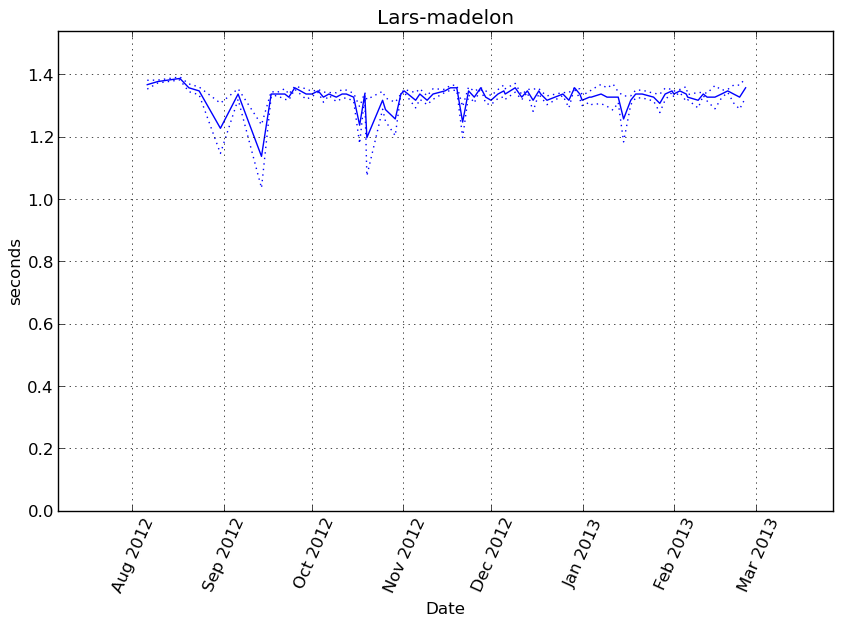 Lars-madelon
1.4
1.2
1.0
0.8
0.6
0.4
0.2
0.0
seconds
Aug 2012
Sep 2012
Oct 2012
Nov 2012
Dec 2012
Jan 2013
Feb 2013
Mar 2013
Date